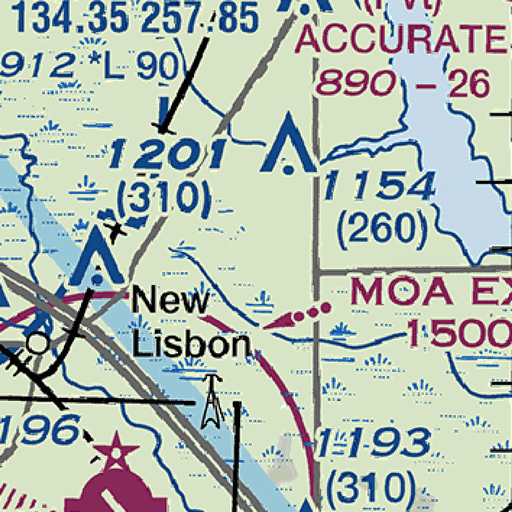 134.35 257.85
(Pvt)
ACCURATE
912 *L 90
890 - 26
1201
(310)
1154
(260)
New
Lisbon
MOA EX
1500
196
1193
(310)